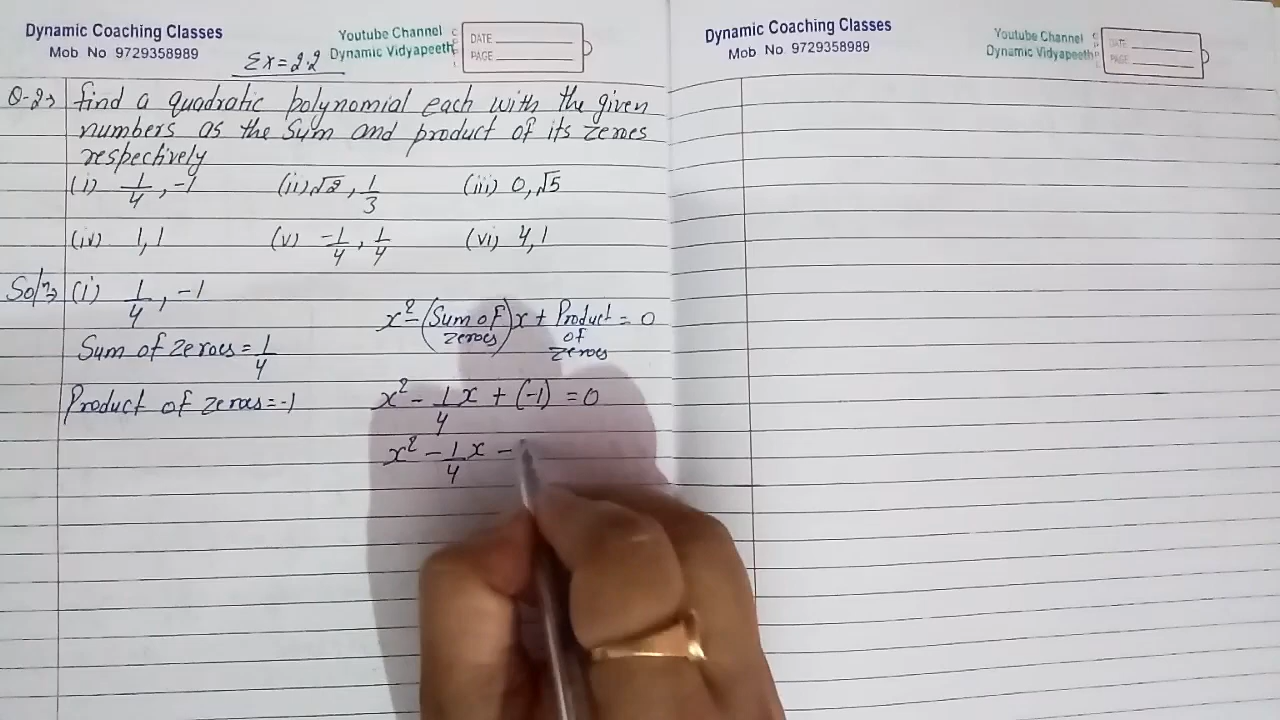 Dynamic Coaching Classes
Mob No 9729358989
Youtube Channel
Dynamic Vidyapeeth
DATE
PAGE
Ex=2.2
Q-2→ find a quadratic polynomial each with the given
numbers as the Sum and product of its zeroes
respectively
(i) 1/4, -1 (ii) √2, 1/3 (iii) 0, √5
(iv) 1, 1 (v) -1/4, 1/4 (vi) 4, 1
Sol→ (i) 1/4, -1
Sum of zeroes = 1/4
Product of zeroes = -1
x² - (Sum of zeroes) x + Product of zeroes = 0
x² - 1/4 x + (-1) = 0
x² - 1/4 x -
Dynamic Coaching Classes
Mob No 9729358989
Youtube Channel
Dynamic Vidyapeeth
DATE
PAGE